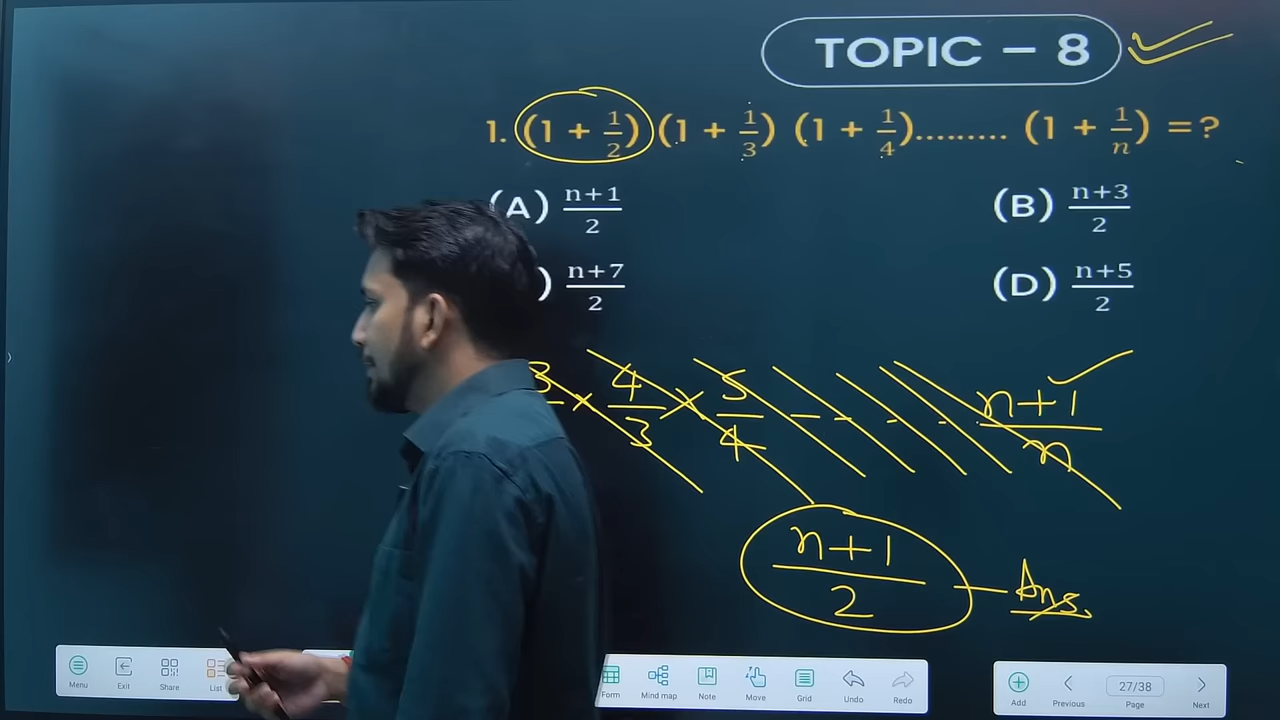 TOPIC – 8
1. (1 + 1/2) (1 + 1/3) (1 + 1/4)......... (1 + 1/n) = ?
(A) n+1/2 (B) n+3/2
) n+7/2 (D) n+5/2
3 × 4/3 × 5/4 - - - - - n+1/n
n+1/2 — Ans.
Menu Exit Share List Form Mind map Note Move Grid Undo Redo Add Previous 27/38 Page Next